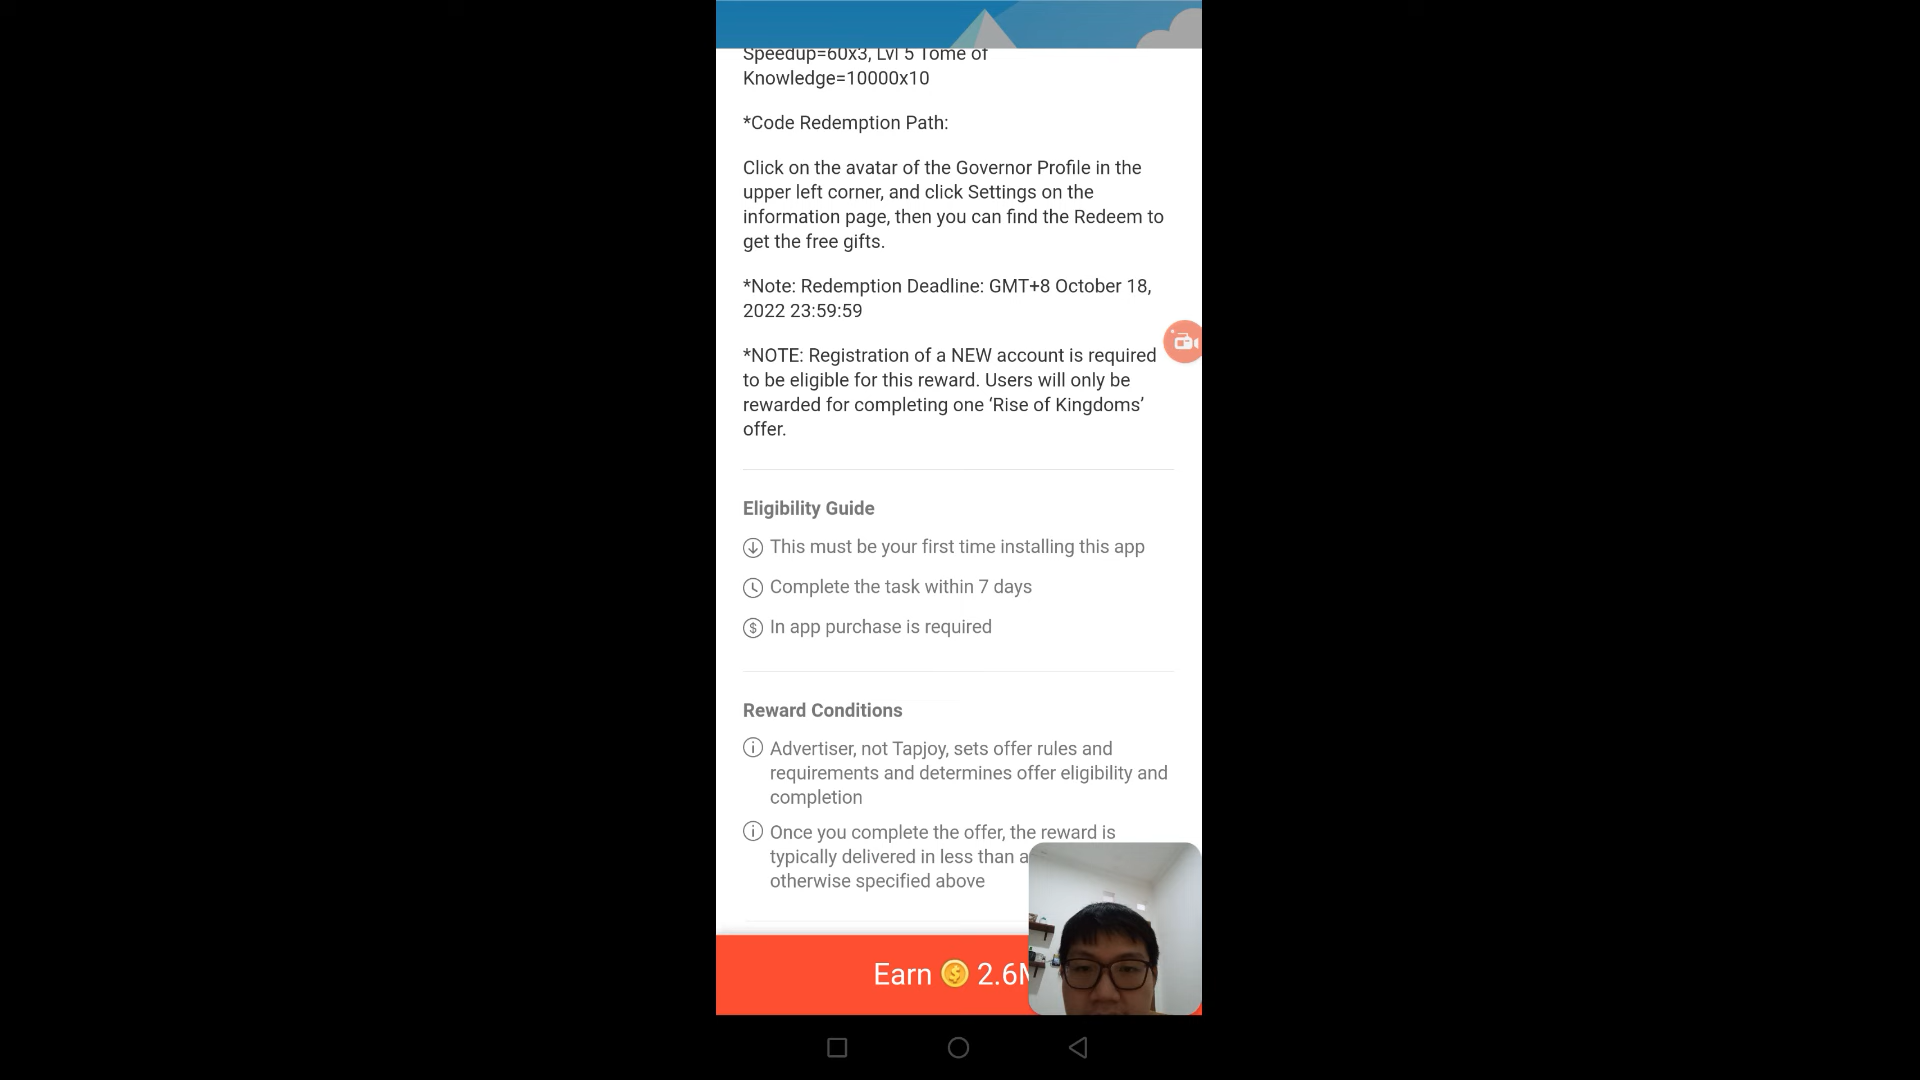 Speedup=60x3, Lvl 5 Tome of
Knowledge=10000x10
*Code Redemption Path:
Click on the avatar of the Governor Profile in the
upper left corner, and click Settings on the
information page, then you can find the Redeem to
get the free gifts.
*Note: Redemption Deadline: GMT+8 October 18,
2022 23:59:59
*NOTE: Registration of a NEW account is required
to be eligible for this reward. Users will only be
rewarded for completing one ‘Rise of Kingdoms’
offer.
Eligibility Guide
This must be your first time installing this app
Complete the task within 7 days
In app purchase is required
Reward Conditions
Advertiser, not Tapjoy, sets offer rules and
requirements and determines offer eligibility and
completion
Once you complete the offer, the reward is
typically delivered in less than a
otherwise specified above
Earn 2.6M